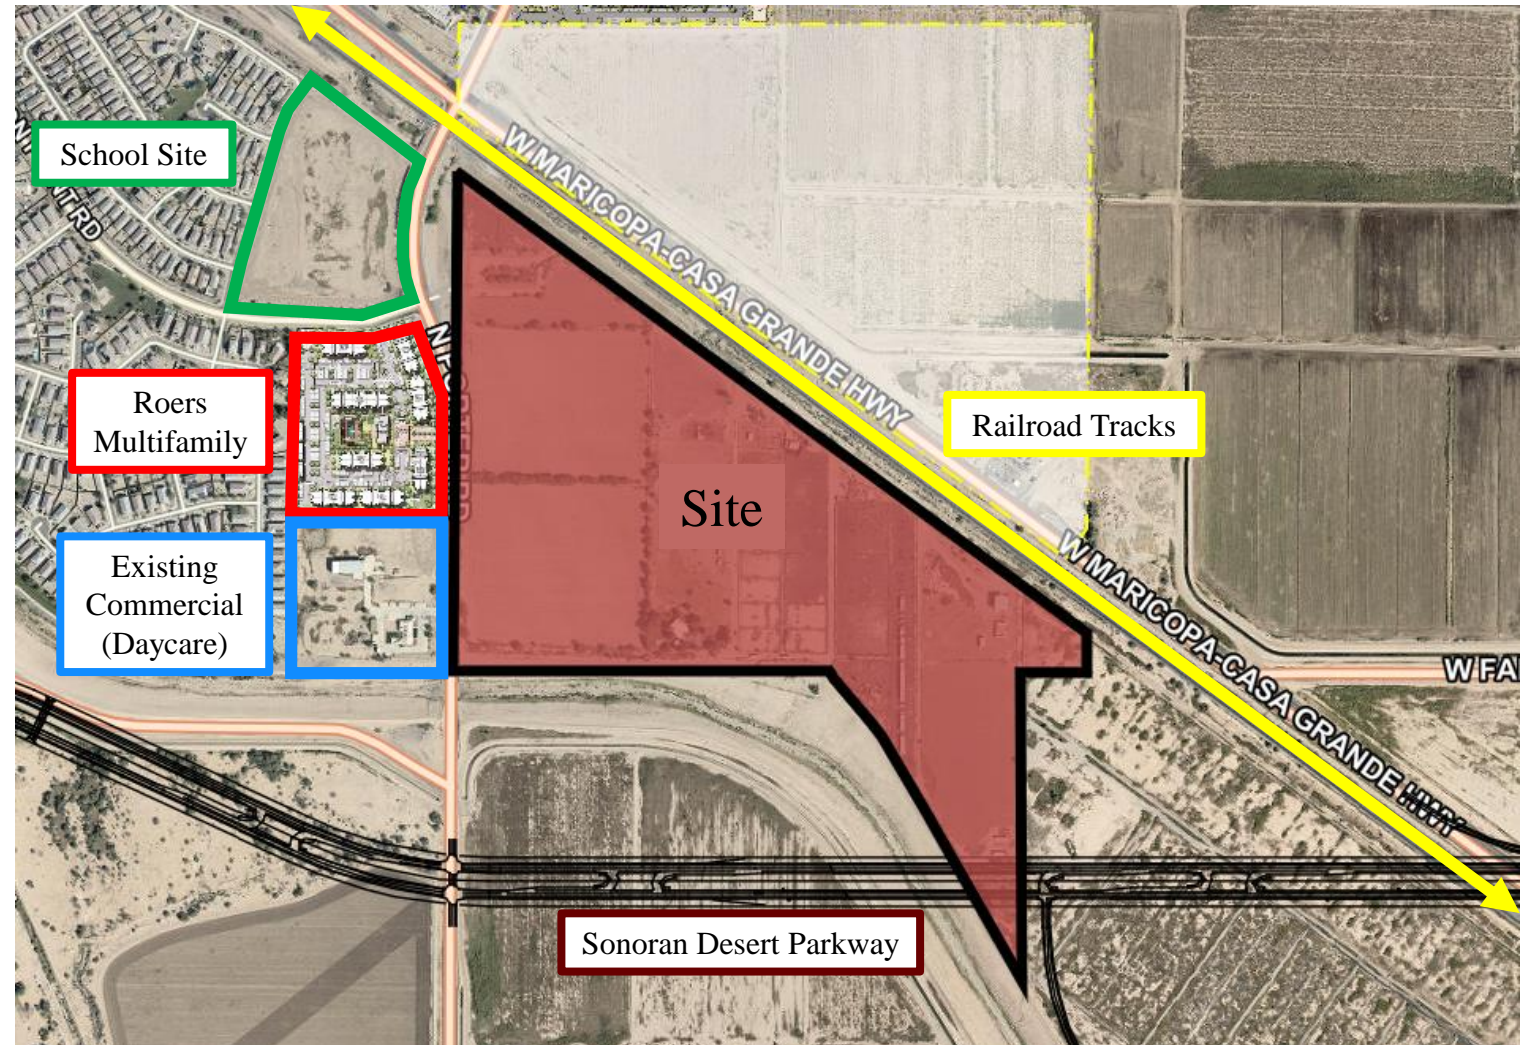 W MARICOPA-CASA GRANDE HWY
School Site
RD
Roers
Multifamily
Railroad Tracks
Site
Existing
Commercial
(Daycare)
W MARICOPA-CASA GRANDE HWY
Sonoran Desert Parkway